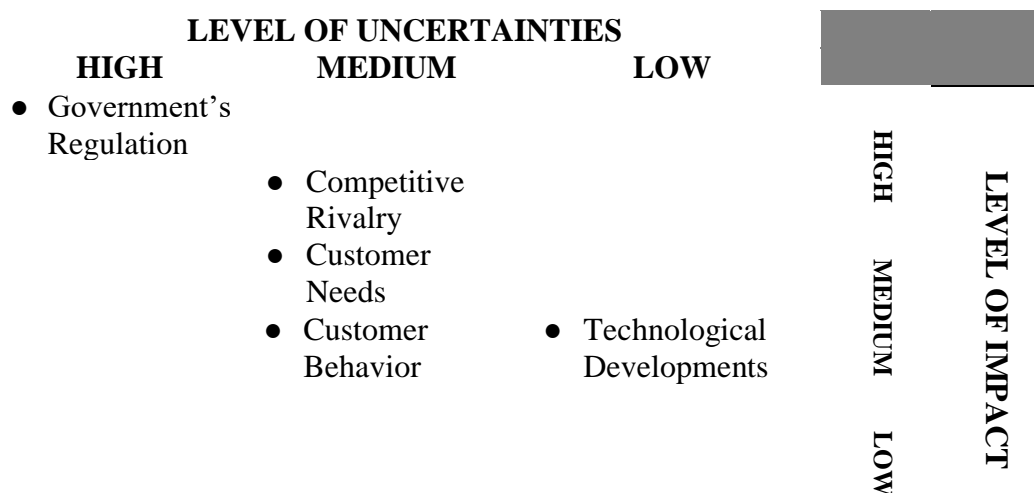 LEVEL OF UNCERTAINTIES
HIGH MEDIUM LOW
● Government’s
Regulation
● Competitive
Rivalry
● Customer
Needs
● Customer
Behavior
● Technological
Developments
HIGH MEDIUM LOW
LEVEL OF IMPACT